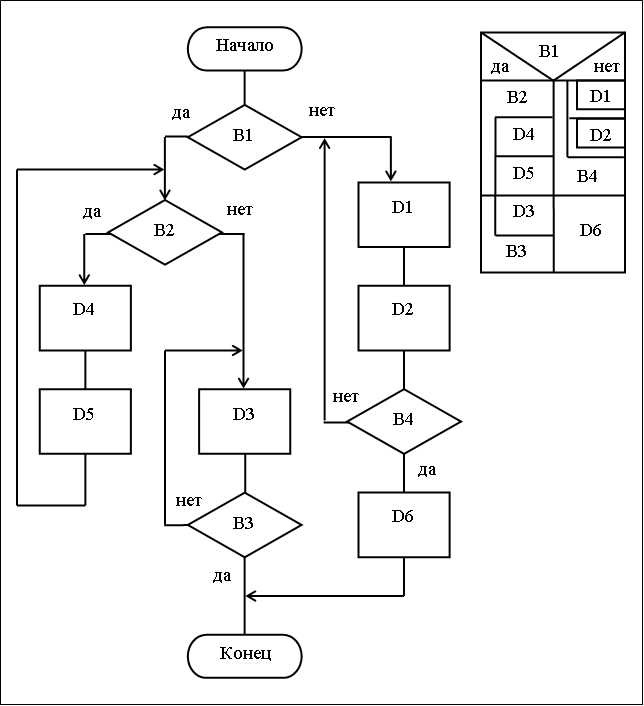 Начало
да
нет
B1
да
нет
B2
D1
D4
D2
нет
D5
D3
B4
да
нет
B3
D6
да
Конец
B1
да
нет
B2
D1
D4
D2
D5
B4
D3
D6
B3